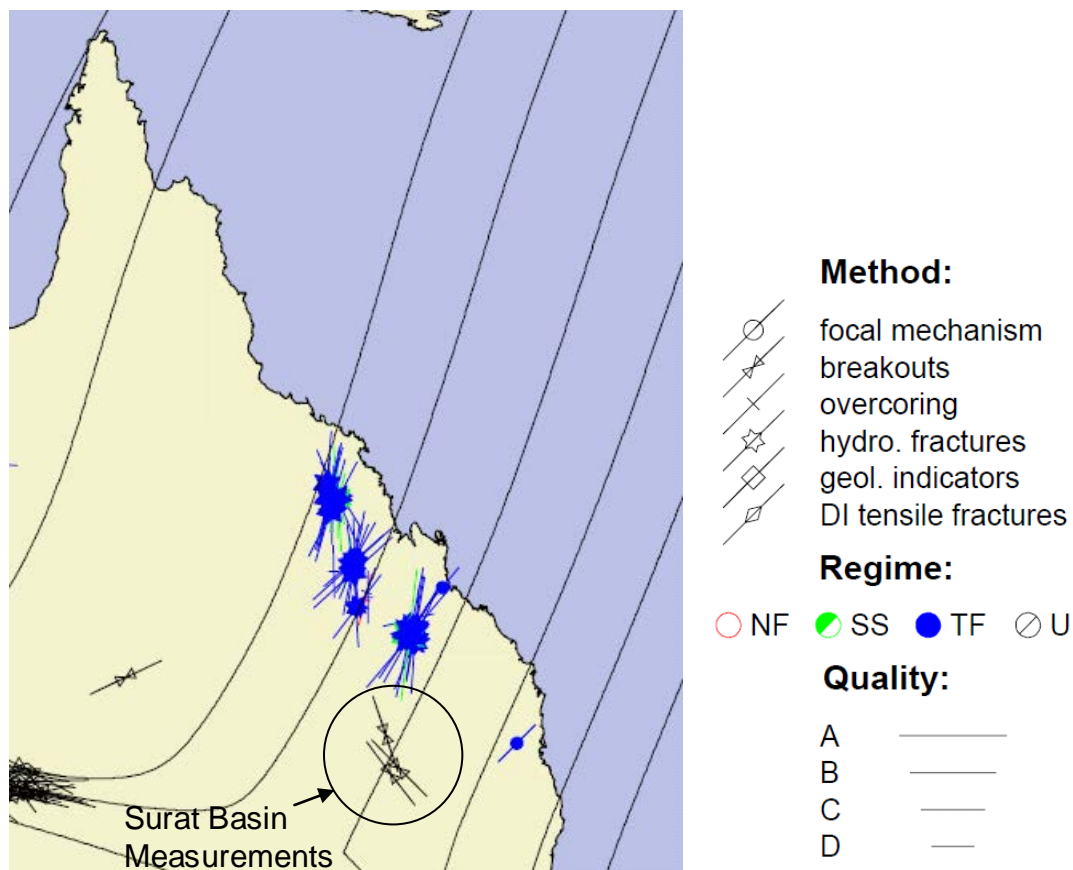 Surat Basin
Measurements
Method:
focal mechanism
breakouts
overcoring
hydro. fractures
geol. indicators
DI tensile fractures
Regime:
NF SS TF U
Quality:
A
B
C
D